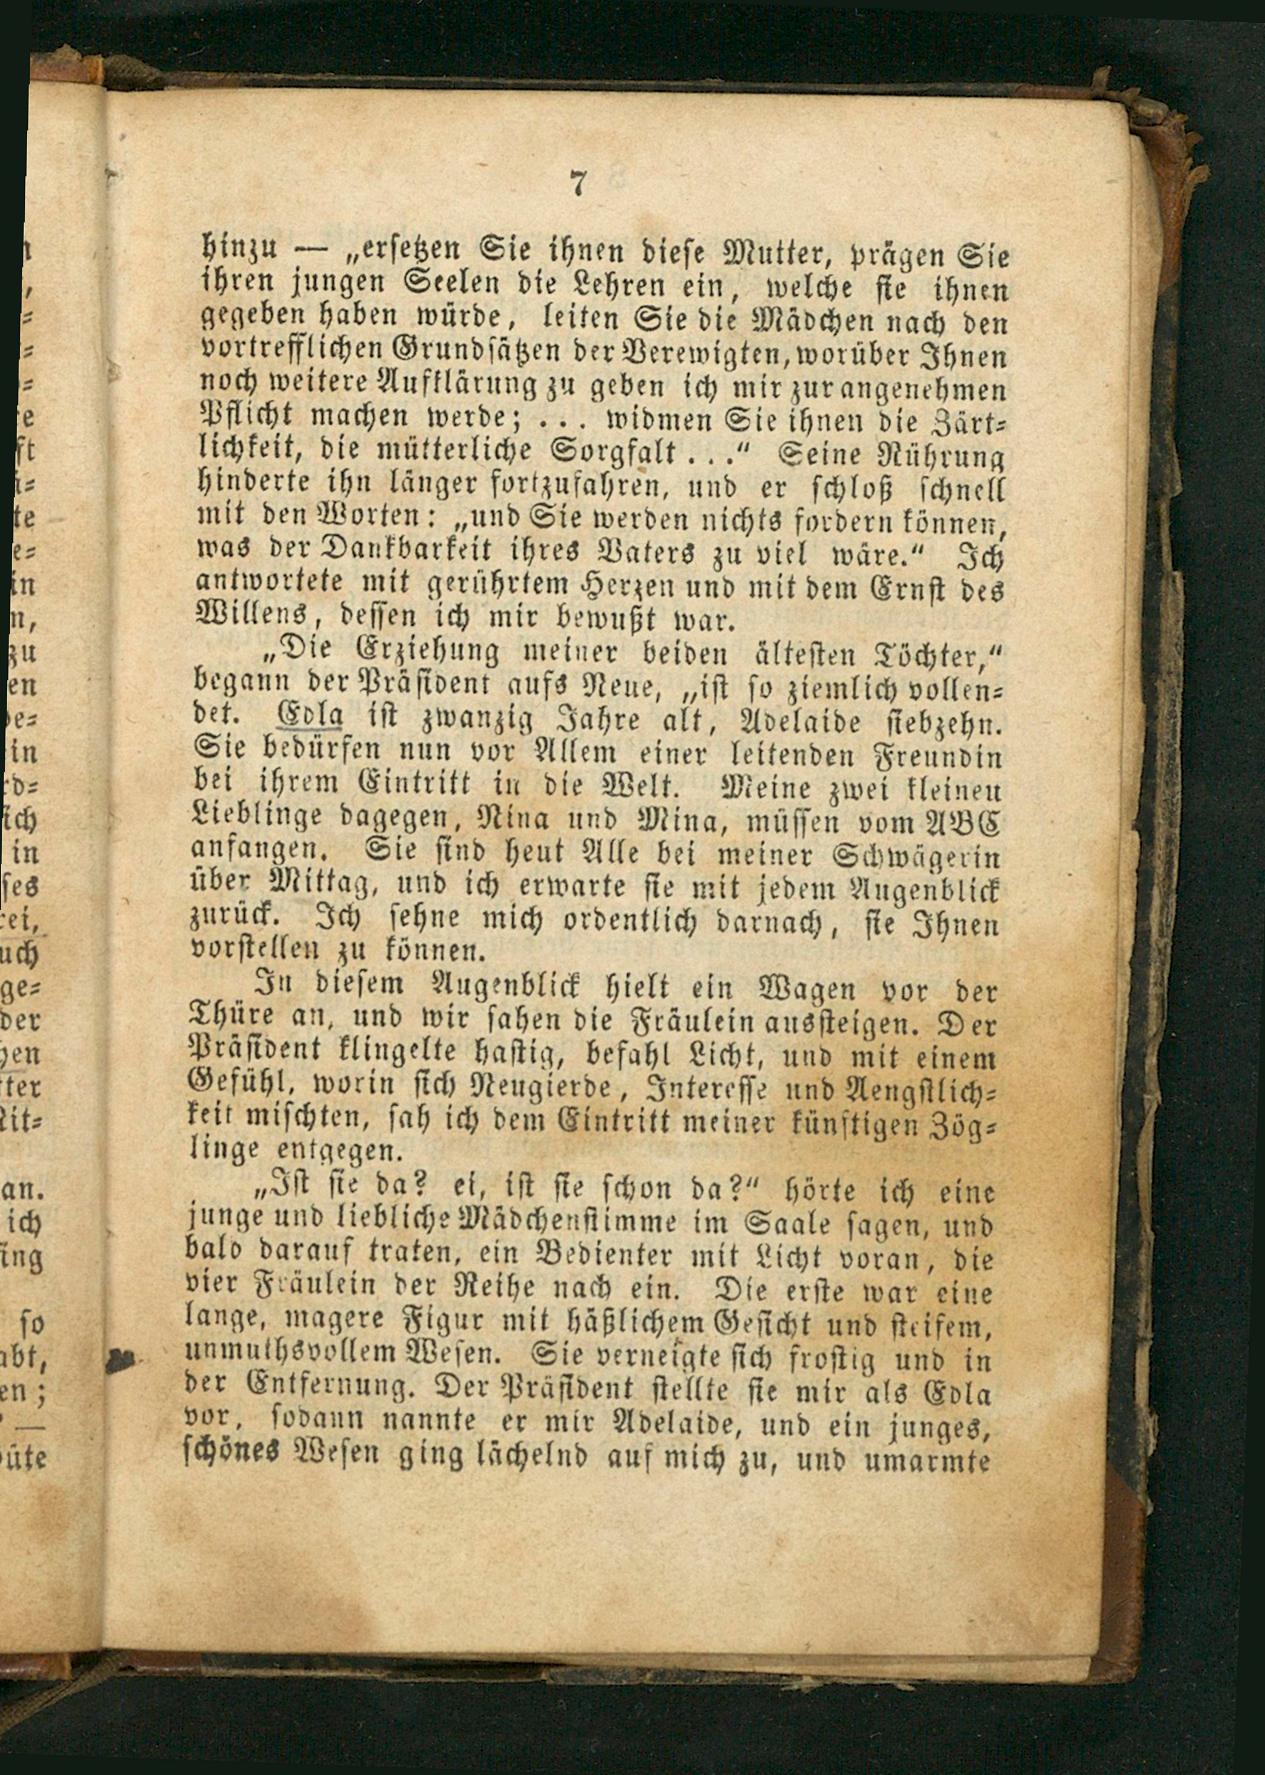 7
hinzu — „ersetzen Sie ihnen diese Mutter, prägen Sie
ihren jungen Seelen die Lehren ein, welche sie ihnen
gegeben haben würde, leiten Sie die Mädchen nach den
vortrefflichen Grundsätzen der Verewigten, worüber Ihnen
noch weitere Aufklärung zu geben ich mir zur angenehmen
Pflicht machen werde; ... widmen Sie ihnen die Zärt-
lichkeit, die mütterliche Sorgfalt ...“ Seine Rührung
hinderte ihn länger fortzufahren, und er schloß schnell
mit den Worten: „und Sie werden nichts fordern können,
was der Dankbarkeit ihres Vaters zu viel wäre.“ Ich
antwortete mit gerührtem Herzen und mit dem Ernst des
Willens, dessen ich mir bewußt war.
„Die Erziehung meiner beiden ältesten Töchter,“
begann der Präsident aufs Neue, „ist so ziemlich vollen-
det. Edla ist zwanzig Jahre alt, Adelaide siebzehn.
Sie bedürfen nun vor Allem einer leitenden Freundin
bei ihrem Eintritt in die Welt. Meine zwei kleinen
Lieblinge dagegen, Nina und Mina, müssen vom ABC
anfangen. Sie sind heut Alle bei meiner Schwägerin
über Mittag, und ich erwarte sie mit jedem Augenblick
zurück. Ich sehne mich ordentlich darnach, sie Ihnen
vorstellen zu können.
In diesem Augenblick hielt ein Wagen vor der
Thüre an, und wir sahen die Fräulein aussteigen. Der
Präsident klingelte hastig, befahl Licht, und mit einem
Gefühl, worin sich Neugierde, Interesse und Aengstlich-
keit mischten, sah ich dem Eintritt meiner künftigen Zög-
linge entgegen.
„Ist sie da? ei, ist sie schon da?“ hörte ich eine
junge und liebliche Mädchenstimme im Saale sagen, und
bald darauf traten, ein Bedienter mit Licht voran, die
vier Fräulein der Reihe nach ein. Die erste war eine
lange, magere Figur mit häßlichem Gesicht und steifem,
unmuthsvollem Wesen. Sie verneigte sich frostig und in
der Entfernung. Der Präsident stellte sie mir als Edla
vor, sodann nannte er mir Adelaide, und ein junges,
schönes Wesen ging lächelnd auf mich zu, und umarmte